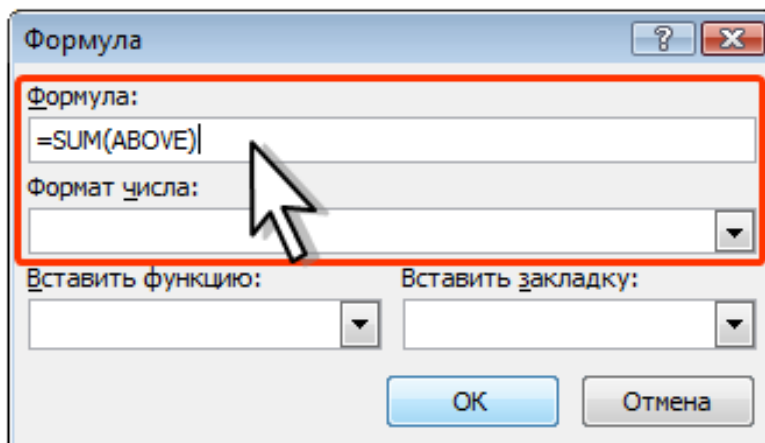 Формула
Формула:
=SUM(ABOVE)
Формат числа:
Вставить функцию: Вставить закладку:
ОК Отмена